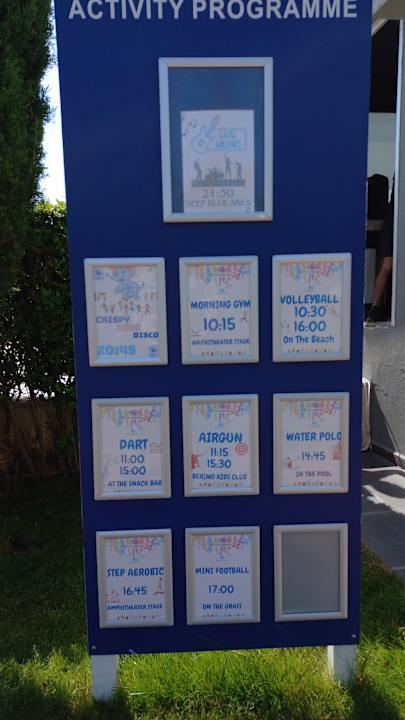 ACTIVITY PROGRAMME
LIVE
MUSIC
21:30
DEEP BLUE AREA
CRISPY
KIDS
DISCO
20:45
MORNING GYM
10:15
AMPHITEATER STAGE
VOLLEYBALL
10:30
16:00
On The Beach
DART
11:00
15:00
AT THE SNACK BAR
AIRGUN
11:15
15:30
BEHIND KIDS CLUB
WATER POLO
14:45
IN THE POOL
STEP AEROBIC
16:45
AMPHITEATER STAGE
MINI FOOTBALL
17:00
ON THE GRASS